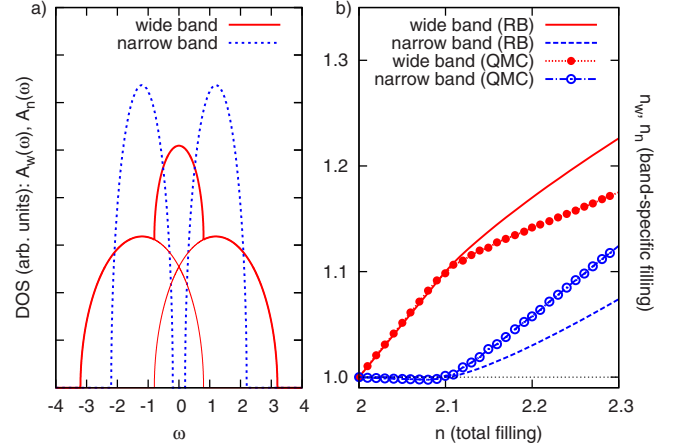 a)
wide band
narrow band
DOS (arb. units): A_w(ω), A_n(ω)
-4 -3 -2 -1 0 1 2 3 4
ω
b)
wide band (RB)
narrow band (RB)
wide band (QMC)
narrow band (QMC)
1.3
1.2
1.1
1.0
2 2.1 2.2 2.3
n (total filling)
n_w, n_n (band-specific filling)